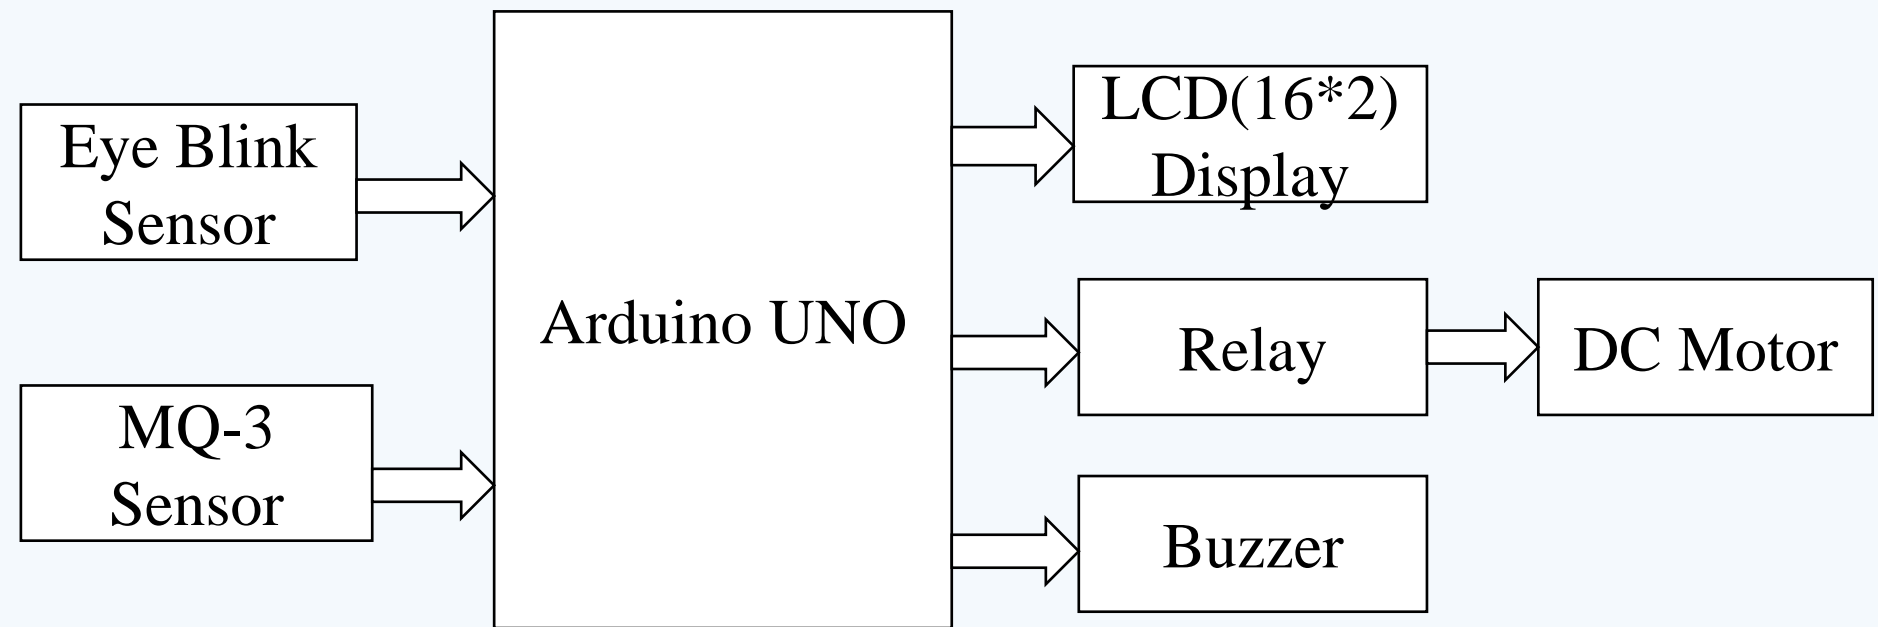 Eye Blink
Sensor
MQ-3
Sensor
Arduino UNO
LCD(16*2)
Display
Relay
DC Motor
Buzzer